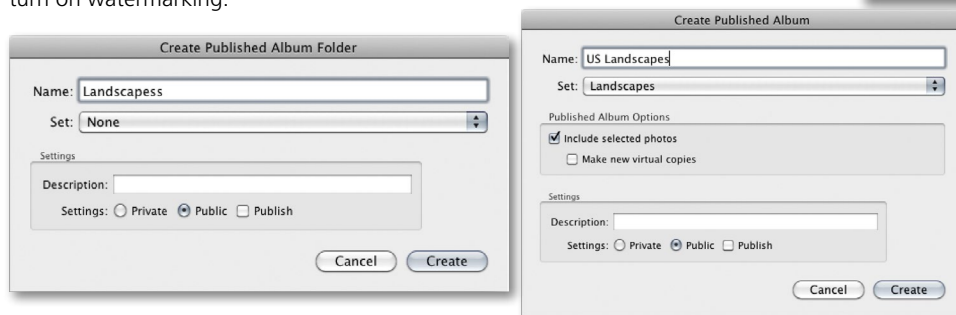 turn on watermarking.
Create Published Album Folder
Name: Landscapess
Set: None
Settings
Description:
Settings: Private Public Publish
Cancel Create
Create Published Album
Name: US Landscapes
Set: Landscapes
Published Album Options
Include selected photos
Make new virtual copies
Settings
Description:
Settings: Private Public Publish
Cancel Create